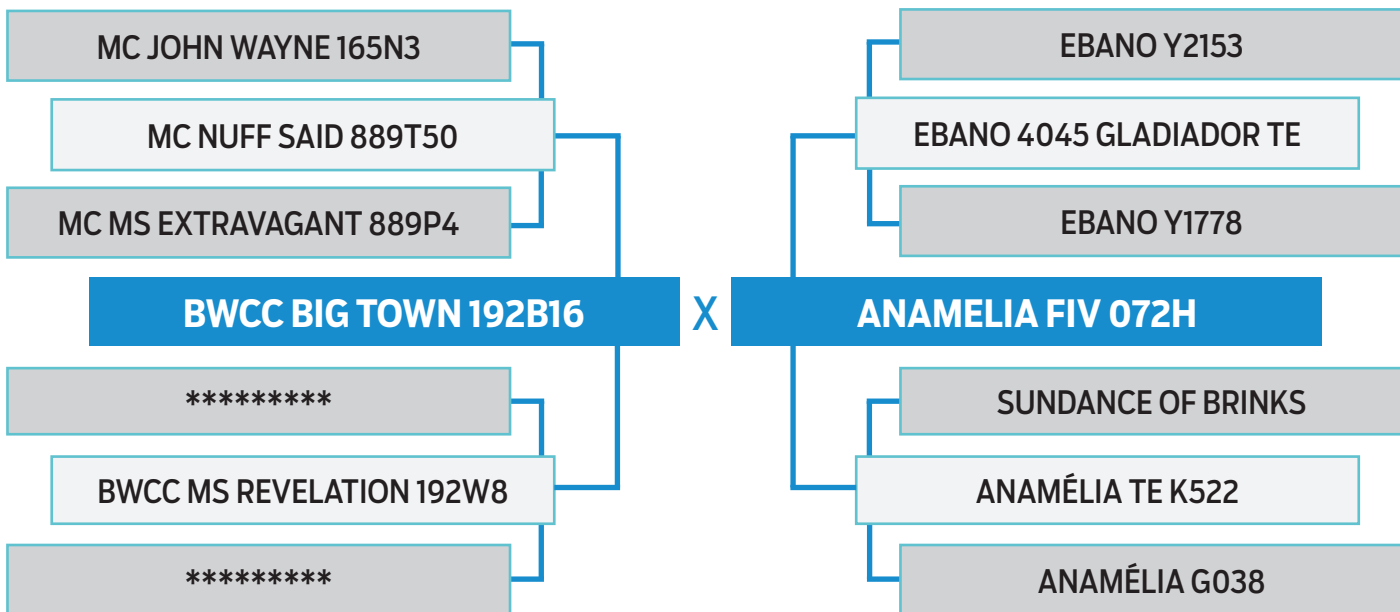 MC JOHN WAYNE 165N3
EBANO Y2153
MC NUFF SAID 889T50
EBANO 4045 GLADIADOR TE
MC MS EXTRAVAGANT 889P4
EBANO Y1778
BWCC BIG TOWN 192B16 X ANAMELIA FIV 072H
*********
SUNDANCE OF BRINKS
BWCC MS REVELATION 192W8
ANAMÉLIA TE K522
*********
ANAMÉLIA G038